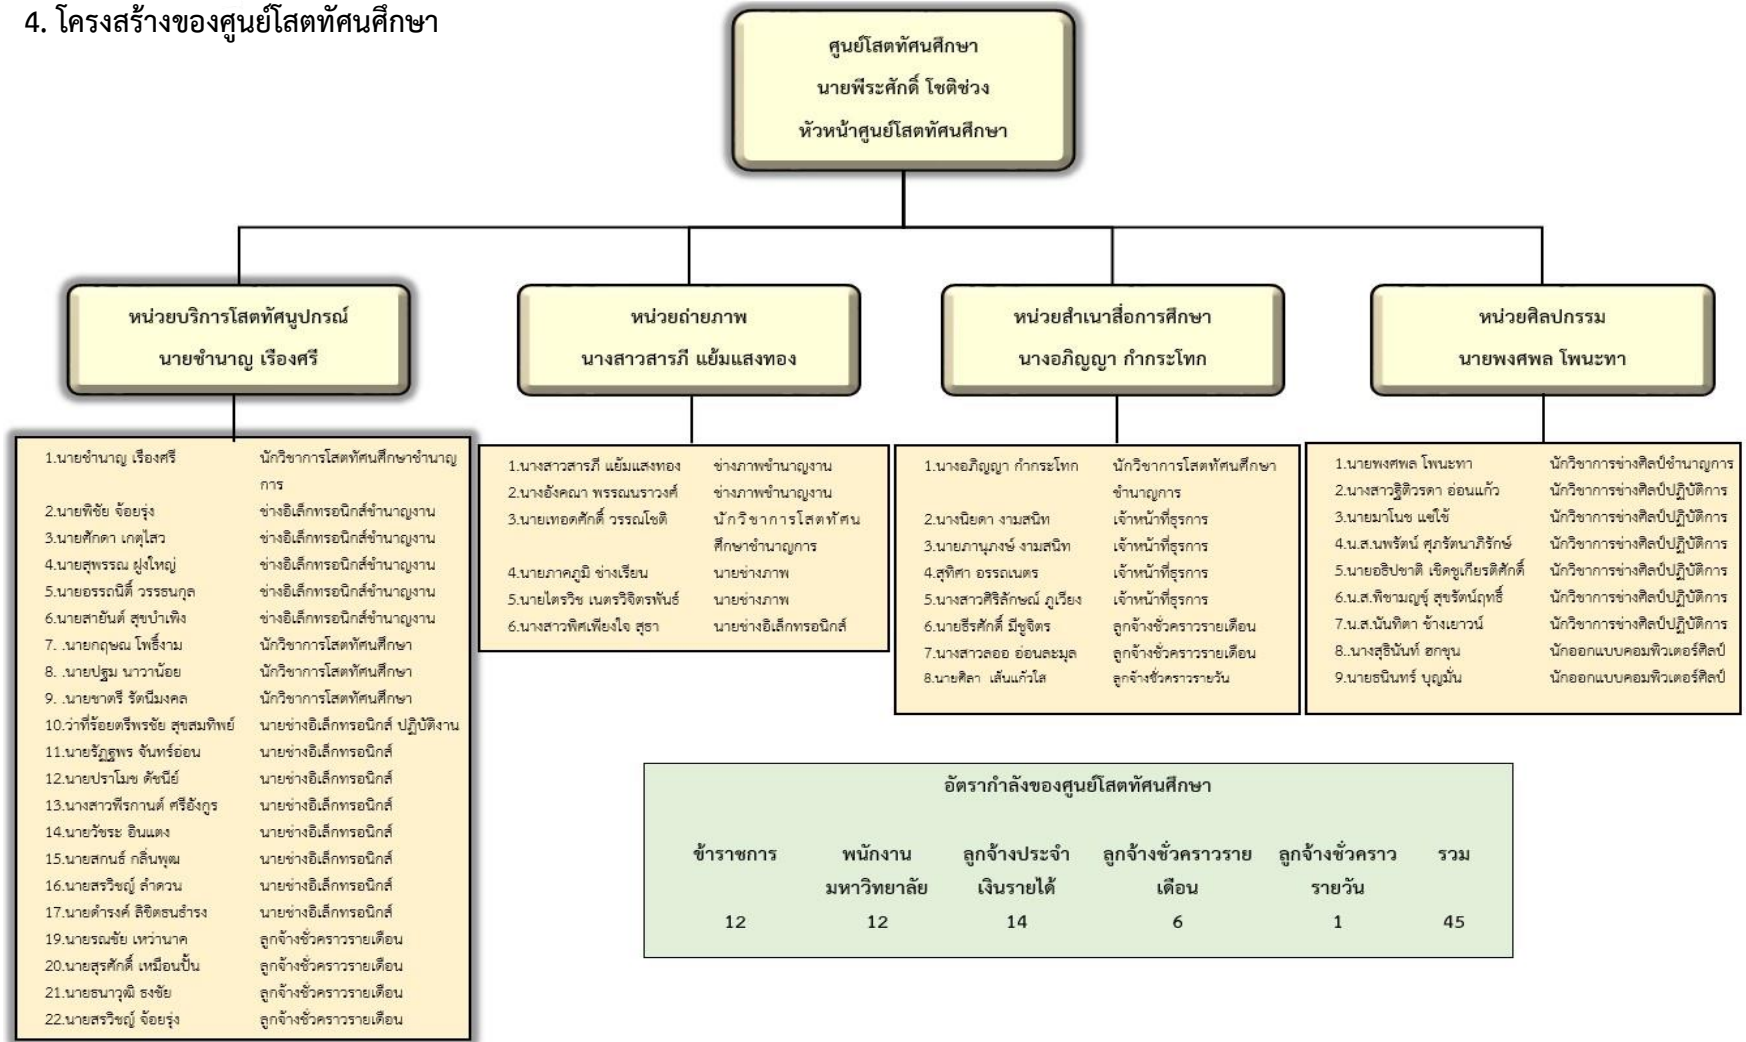 4. โครงสร้างของศูนย์โสตทัศนศึกษา
ศูนย์โสตทัศนศึกษา
นายพีระศักดิ์ โชติช่วง
หัวหน้าศูนย์โสตทัศนศึกษา
หน่วยบริการโสตทัศนูปกรณ์
นายชำนาญ เรืองศรี
หน่วยถ่ายภาพ
นางสาวสารภี แย้มแสงทอง
หน่วยสำเนาสื่อการศึกษา
นางอภิญญา กำกระโทก
หน่วยศิลปกรรม
นายพงศพล โพนะทา
1.นายชำนาญ เรืองศรี นักวิชาการโสตทัศนศึกษาชำนาญ
การ
2.นายพิชัย จ้อยรุ่ง ช่างอิเล็กทรอนิกส์ชำนาญงาน
3.นายศักดา เกตุไสว ช่างอิเล็กทรอนิกส์ชำนาญงาน
4.นายสุพรรณ ฝูงใหญ่ ช่างอิเล็กทรอนิกส์ชำนาญงาน
5.นายอรรถนิติ์ วรรธนกุล ช่างอิเล็กทรอนิกส์ชำนาญงาน
6.นายสายันต์ สุขบำเพิง ช่างอิเล็กทรอนิกส์ชำนาญงาน
7. .นายกฤษณ โพธิ์งาม นักวิชาการโสตทัศนศึกษา
8. .นายปฐม นาวาน้อย นักวิชาการโสตทัศนศึกษา
9. .นายชาตรี รัตนีมงคล นักวิชาการโสตทัศนศึกษา
10.ว่าที่ร้อยตรีพรชัย สุขสมทิพย์ นายช่างอิเล็กทรอนิกส์ ปฏิบัติงาน
11.นายรัฏฐพร จันทร์อ่อน นายช่างอิเล็กทรอนิกส์
12.นายปราโมช ดัชนีย์ นายช่างอิเล็กทรอนิกส์
13.นางสาวพีรกานต์ ศรีอังกูร นายช่างอิเล็กทรอนิกส์
14.นายวัชระ อินแตง นายช่างอิเล็กทรอนิกส์
15.นายสกนธ์ กลิ่นพุฒ นายช่างอิเล็กทรอนิกส์
16.นายสรวิชญ์ ลำดวน นายช่างอิเล็กทรอนิกส์
17.นายดำรงค์ ลิขิตธนธำรง นายช่างอิเล็กทรอนิกส์
19.นายรณชัย เหว่านาค ลูกจ้างชั่วคราวรายเดือน
20.นายสุรศักดิ์ เหมือนปั้น ลูกจ้างชั่วคราวรายเดือน
21.นายธนาวุฒิ ธงชัย ลูกจ้างชั่วคราวรายเดือน
22.นายสรวิชญ์ จ้อยรุ่ง ลูกจ้างชั่วคราวรายเดือน
1.นางสาวสารภี แย้มแสงทอง ช่างภาพชำนาญงาน
2.นางอังคณา พรรณนราวงศ์ ช่างภาพชำนาญงาน
3.นายเทอดศักดิ์ วรรณโชติ นักวิชาการโสตทัศน
ศึกษาชำนาญการ
4.นายภาคภูมิ ช่างเรียน นายช่างภาพ
5.นายไตรวิช เนตรวิจิตรพันธ์ นายช่างภาพ
6.นางสาวพิศเพียงใจ สุธา นายช่างอิเล็กทรอนิกส์
1.นางอภิญญา กำกระโทก นักวิชาการโสตทัศนศึกษา
ชำนาญการ
2.นางนิยดา งามสนิท เจ้าหน้าที่ธุรการ
3.นายภานุภงษ์ งามสนิท เจ้าหน้าที่ธุรการ
4.สุทิศา อรรถเนตร เจ้าหน้าที่ธุรการ
5.นางสาวศิริลักษณ์ ภูเวียง เจ้าหน้าที่ธุรการ
6.นายธีรศักดิ์ มีชูจิตร ลูกจ้างชั่วคราวรายเดือน
7.นางสาวลออ อ่อนละมุล ลูกจ้างชั่วคราวรายเดือน
8.นายศิลา เส้นแก้วใส ลูกจ้างชั่วคราวรายวัน
1.นายพงศพล โพนะทา นักวิชาการช่างศิลป์ชำนาญการ
2.นางสาวฐิติวรดา อ่อนแก้ว นักวิชาการช่างศิลป์ปฏิบัติการ
3.นายมาโนช แซ่ใช้ นักวิชาการช่างศิลป์ปฏิบัติการ
4.น.ส.นพรัตน์ ศุภรัตนาภิรักษ์ นักวิชาการช่างศิลป์ปฏิบัติการ
5.นายอธิปชาติ เชิดชูเกียรติศักดิ์ นักวิชาการช่างศิลป์ปฏิบัติการ
6.น.ส.พิชามญชุ์ สุขรัตน์ฤทธิ์ นักวิชาการช่างศิลป์ปฏิบัติการ
7.น.ส.นันทิตา ช้างเยาวน์ นักวิชาการช่างศิลป์ปฏิบัติการ
8..นางสุธินันท์ ฮกชุน นักออกแบบคอมพิวเตอร์ศิลป์
9.นายธนินทร์ บุญมั่น นักออกแบบคอมพิวเตอร์ศิลป์
อัตรากำลังของศูนย์โสตทัศนศึกษา
ข้าราชการ พนักงาน ลูกจ้างประจำ ลูกจ้างชั่วคราวราย ลูกจ้างชั่วคราว รวม
มหาวิทยาลัย เงินรายได้ เดือน รายวัน
12 12 14 6 1 45